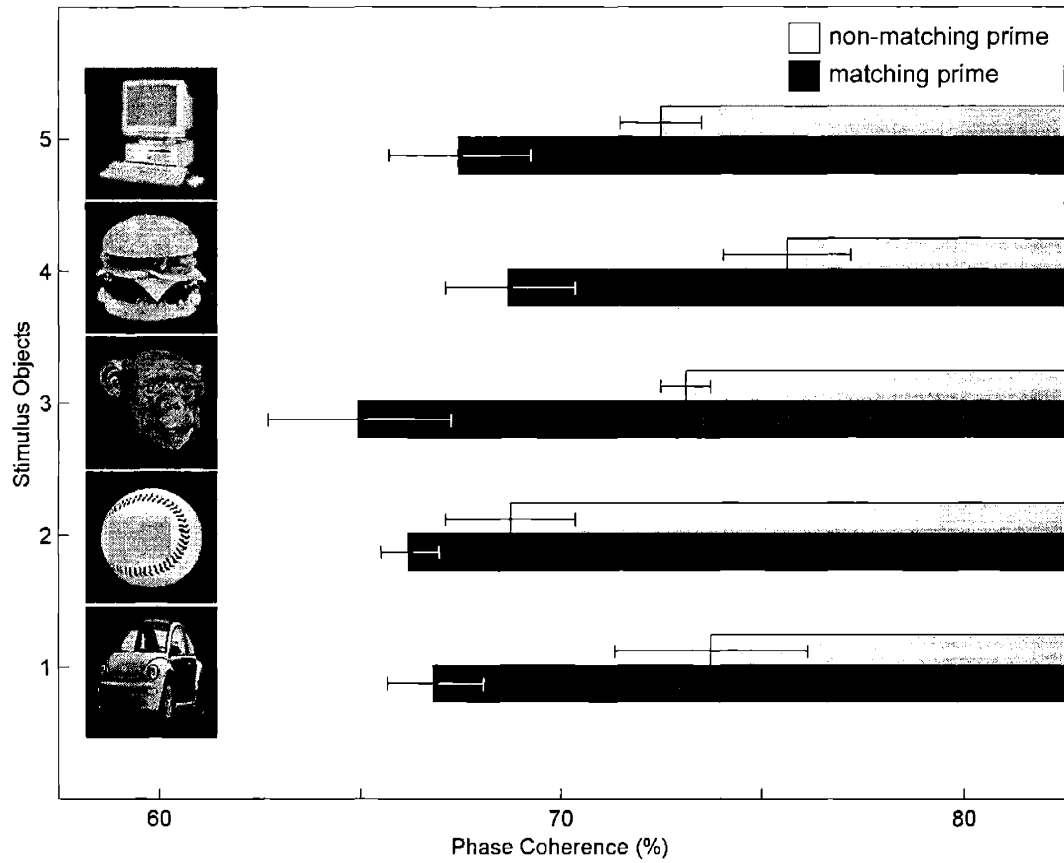 non-matching prime
matching prime
5
4
3
2
1
Stimulus Objects
60 70 80
Phase Coherence (%)